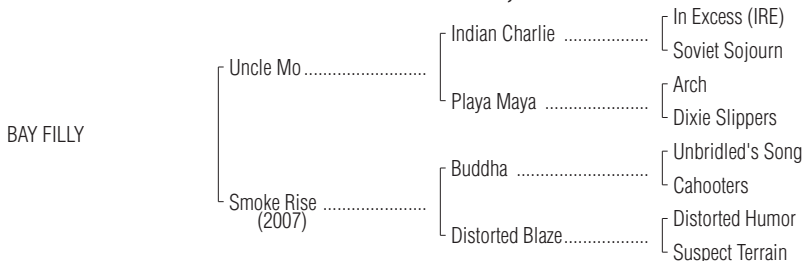 In Excess (IRE)
Indian Charlie ...................
Soviet Sojourn
Uncle Mo ...........................
Arch
Playa Maya .......................
Dixie Slippers
BAY FILLY
Unbridled's Song
Buddha .............................
Cahooters
Smoke Rise .......................
(2007)
Distorted Humor
Distorted Blaze...................
Suspect Terrain